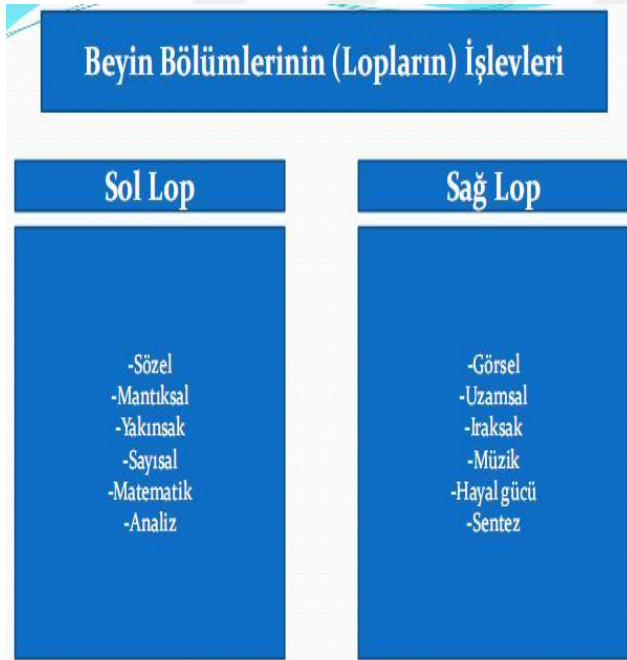 Beyin Bölümlerinin (Lopların) İşlevleri
Sol Lop
-Sözel
-Mantıksal
-Yakınsak
-Sayısal
-Matematik
-Analiz
Sağ Lop
-Görsel
-Uzamsal
-Iraksak
-Müzik
-Hayal gücü
-Sentez